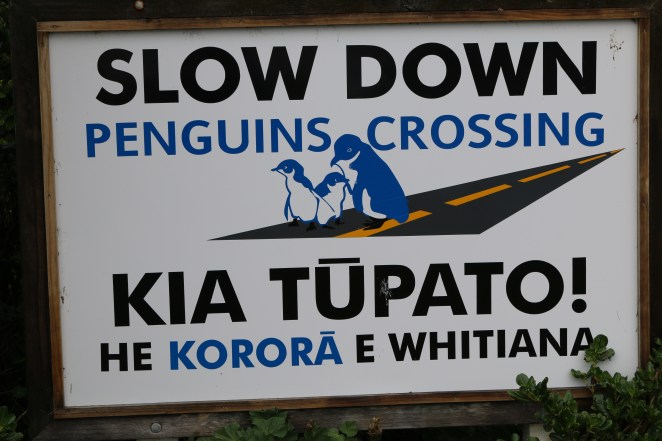 SLOW DOWN
PENGUINS CROSSING
KIA TŪPATO!
HE KORORĀ E WHITIANA